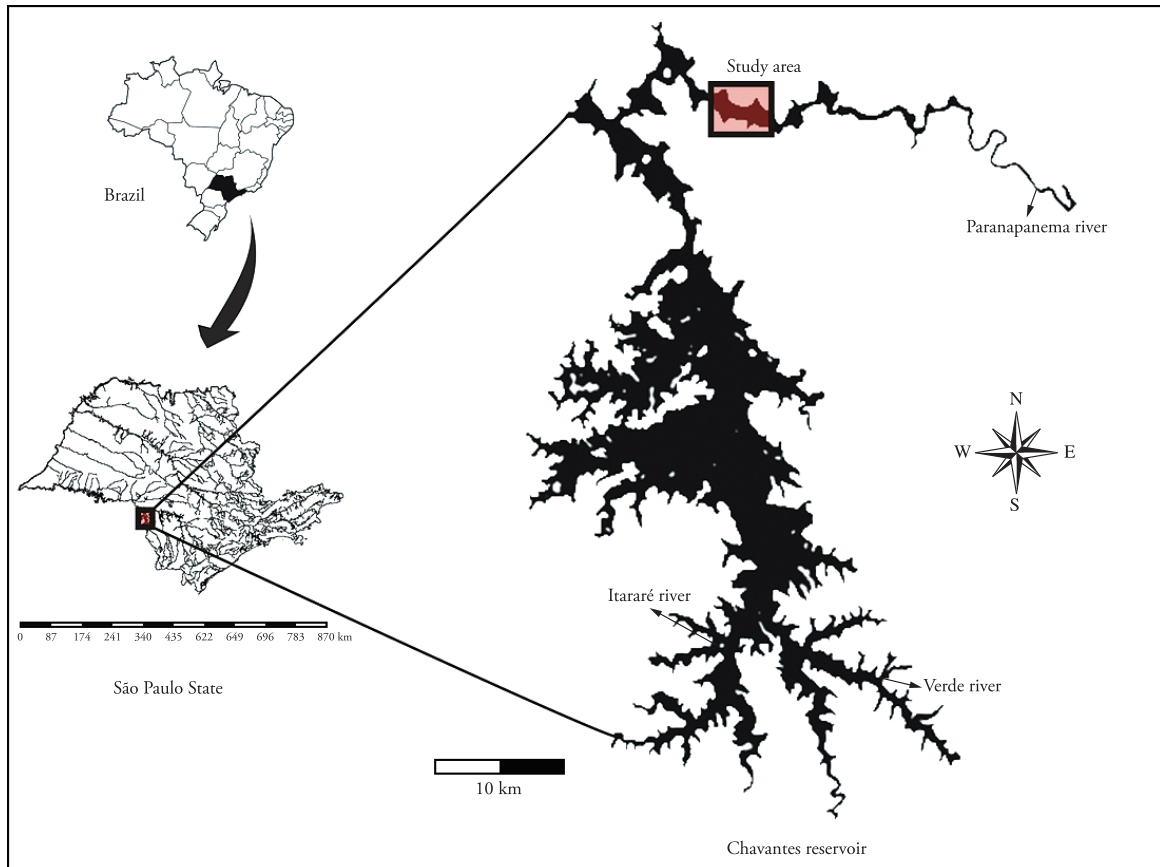 Study area
Brazil
Paranapanema river
N
W E
S
Itararé river
0 87 174 241 340 435 622 649 696 783 870 km
Verde river
São Paulo State
10 km
Chavantes reservoir